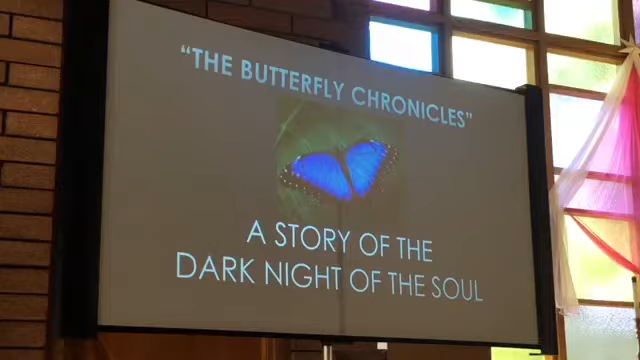 “THE BUTTERFLY CHRONICLES”
A STORY OF THE
DARK NIGHT OF THE SOUL